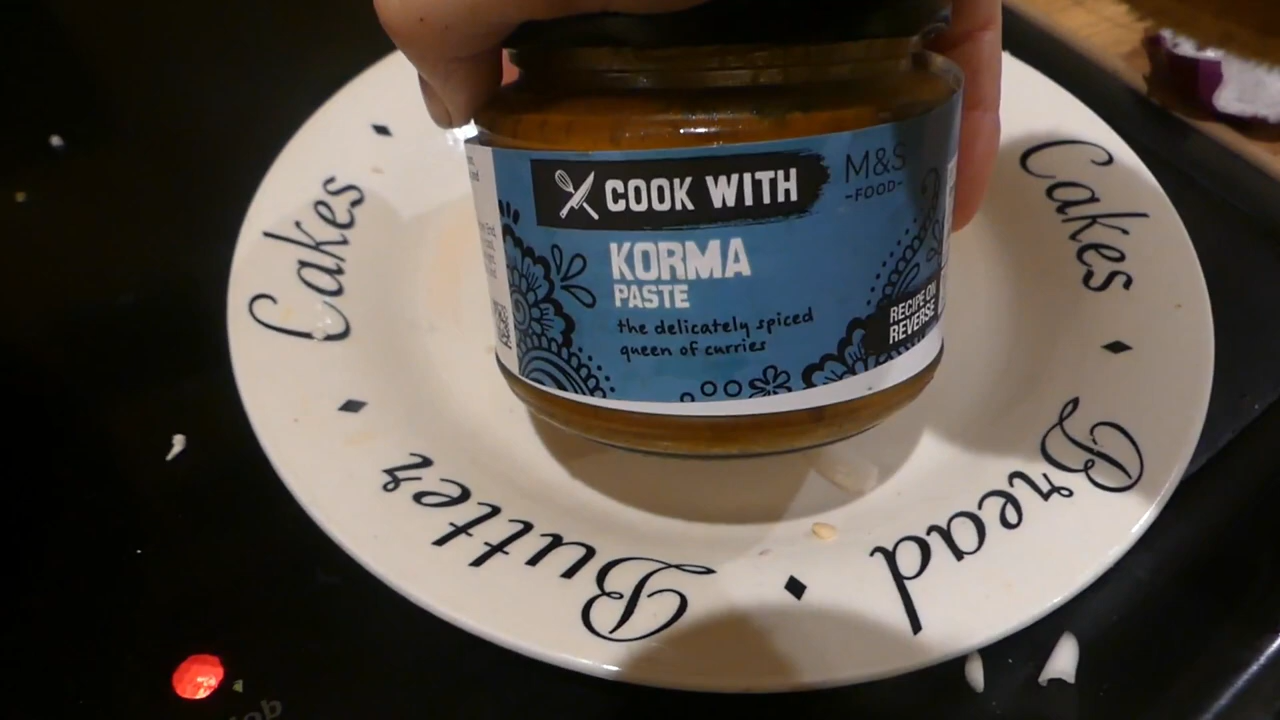 COOK WITH
M&S
-FOOD-
KORMA
PASTE
the delicately spiced
queen of curries
RECIPE ON
REVERSE
Cakes
Cakes
Bread
Butter